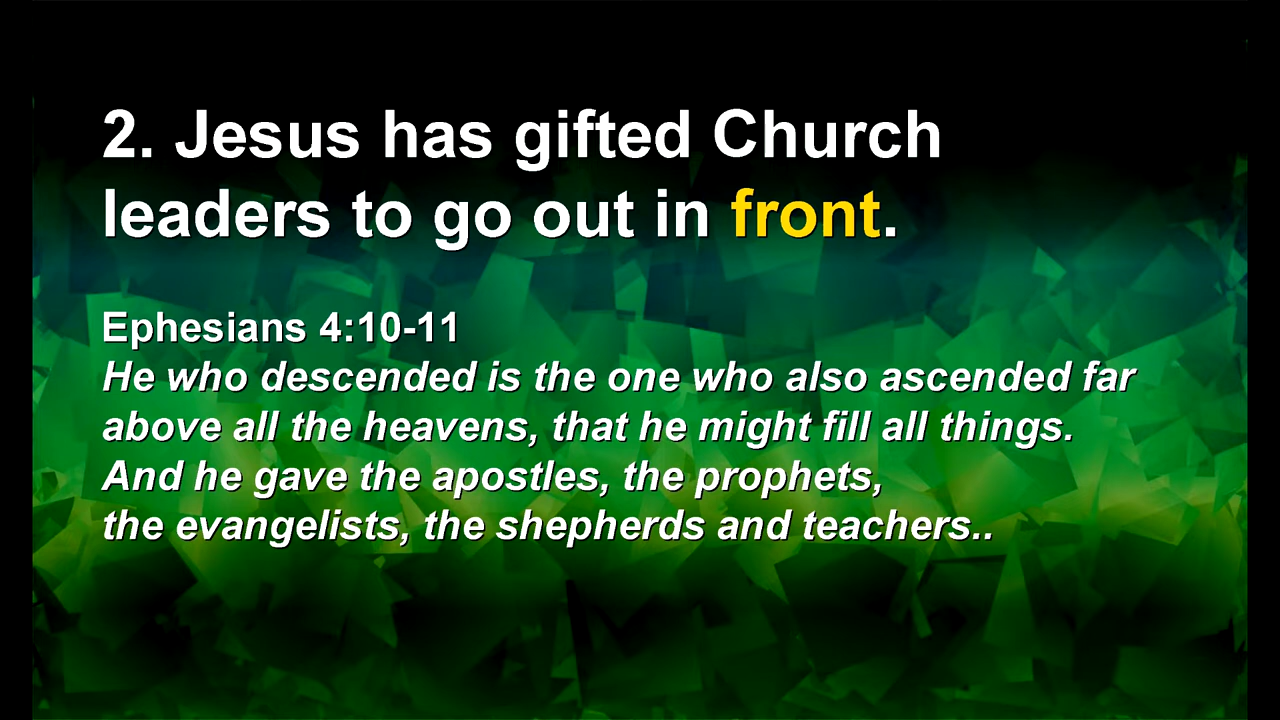 2. Jesus has gifted Church
leaders to go out in front.
Ephesians 4:10-11
He who descended is the one who also ascended far
above all the heavens, that he might fill all things.
And he gave the apostles, the prophets,
the evangelists, the shepherds and teachers..